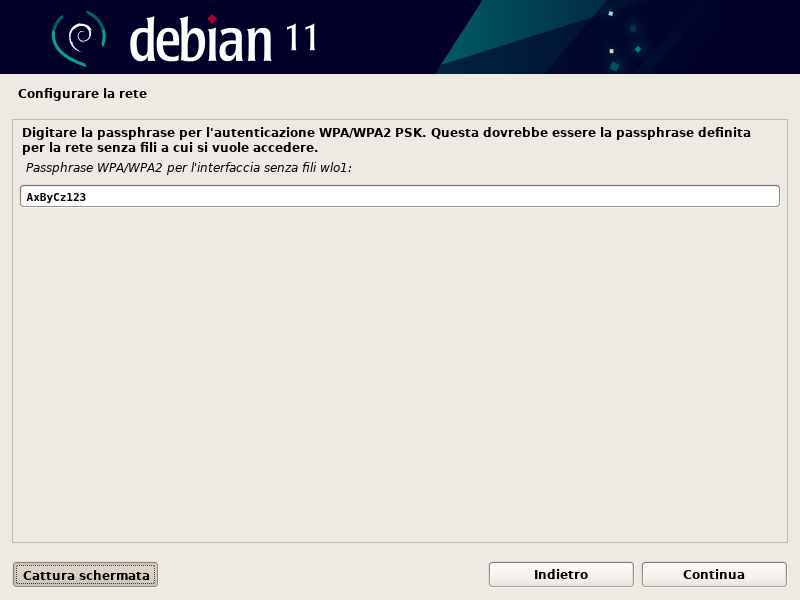 debian 11
Configurare la rete
Digitare la passphrase per l'autenticazione WPA/WPA2 PSK. Questa dovrebbe essere la passphrase definita
per la rete senza fili a cui si vuole accedere.
Passphrase WPA/WPA2 per l'interfaccia senza fili wlo1:
AxByCz123
Cattura schermata
Indietro
Continua